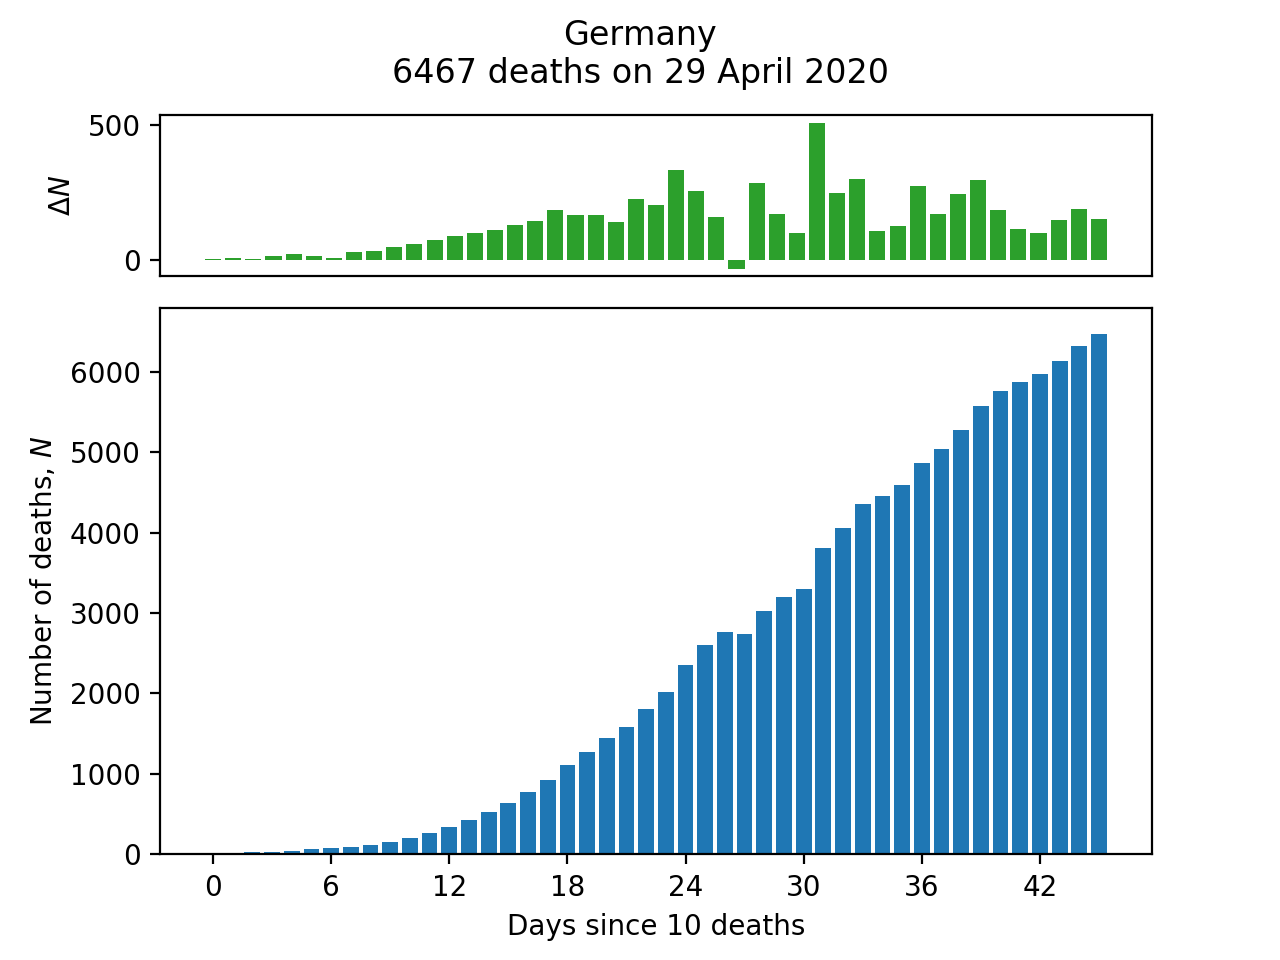 Germany
6467 deaths on 29 April 2020
500
0
ΔN
6000
5000
4000
3000
2000
1000
0
Number of deaths, N
0 6 12 18 24 30 36 42
Days since 10 deaths